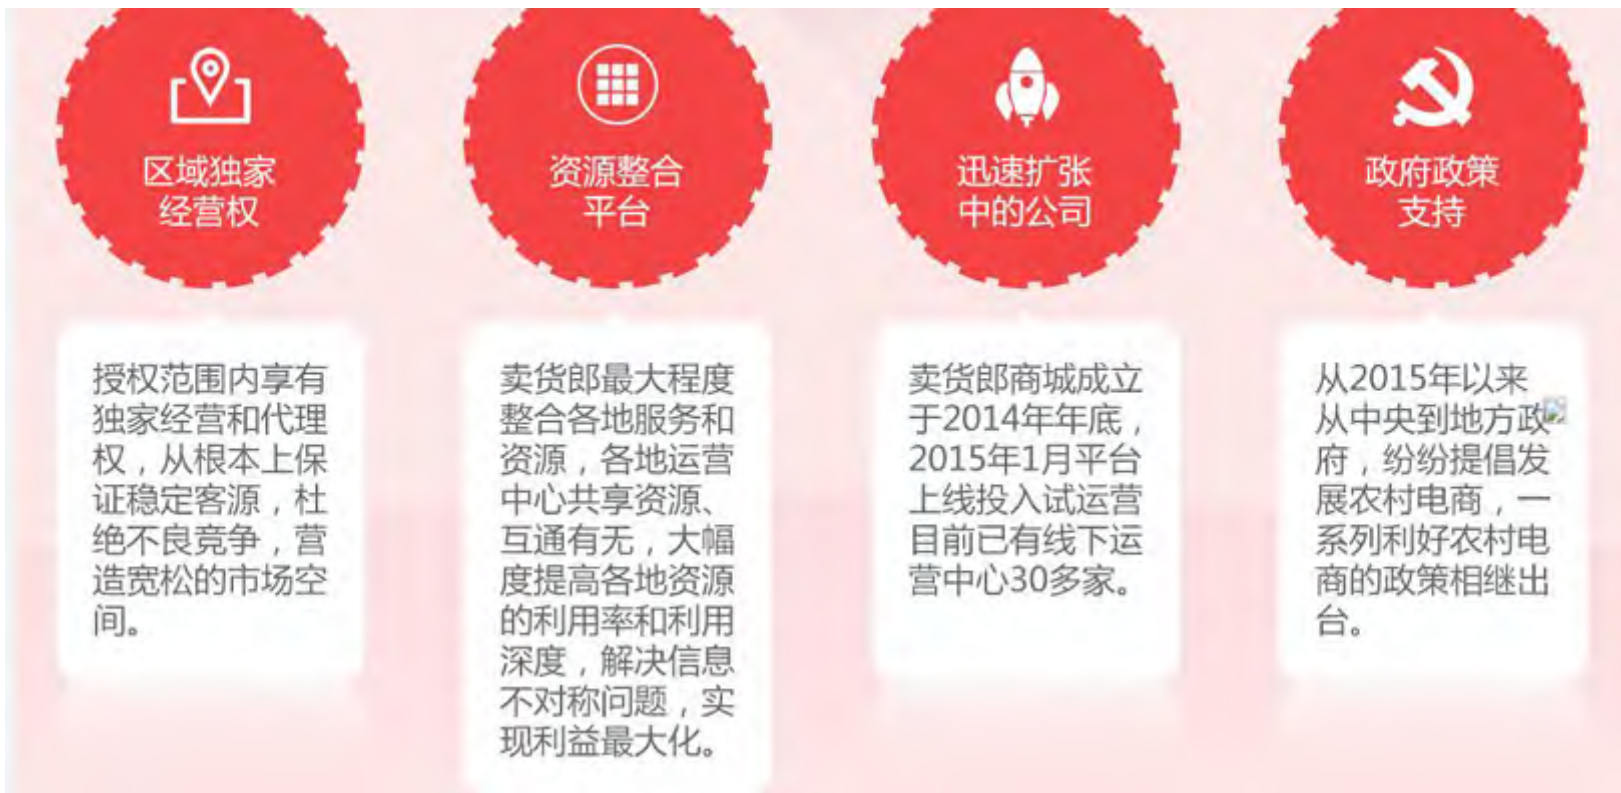 区域独家
经营权
授权范围内享有
独家经营和代理
权，从根本上保
证稳定客源，杜
绝不良竞争，营
造宽松的市场空
间。
资源整合
平台
卖货郎最大程度
整合各地服务和
资源，各地运营
中心共享资源、
互通有无，大幅
度提高各地资源
的利用率和利用
深度，解决信息
不对称问题，实
现利益最大化。
迅速扩张
中的公司
卖货郎商城成立
于2014年年底，
2015年1月平台
上线投入试运营
目前已有线下运
营中心30多家。
政府政策
支持
从2015年以来
从中央到地方政
府，纷纷提倡发
展农村电商，一
系列利好农村电
商的政策相继出
台。